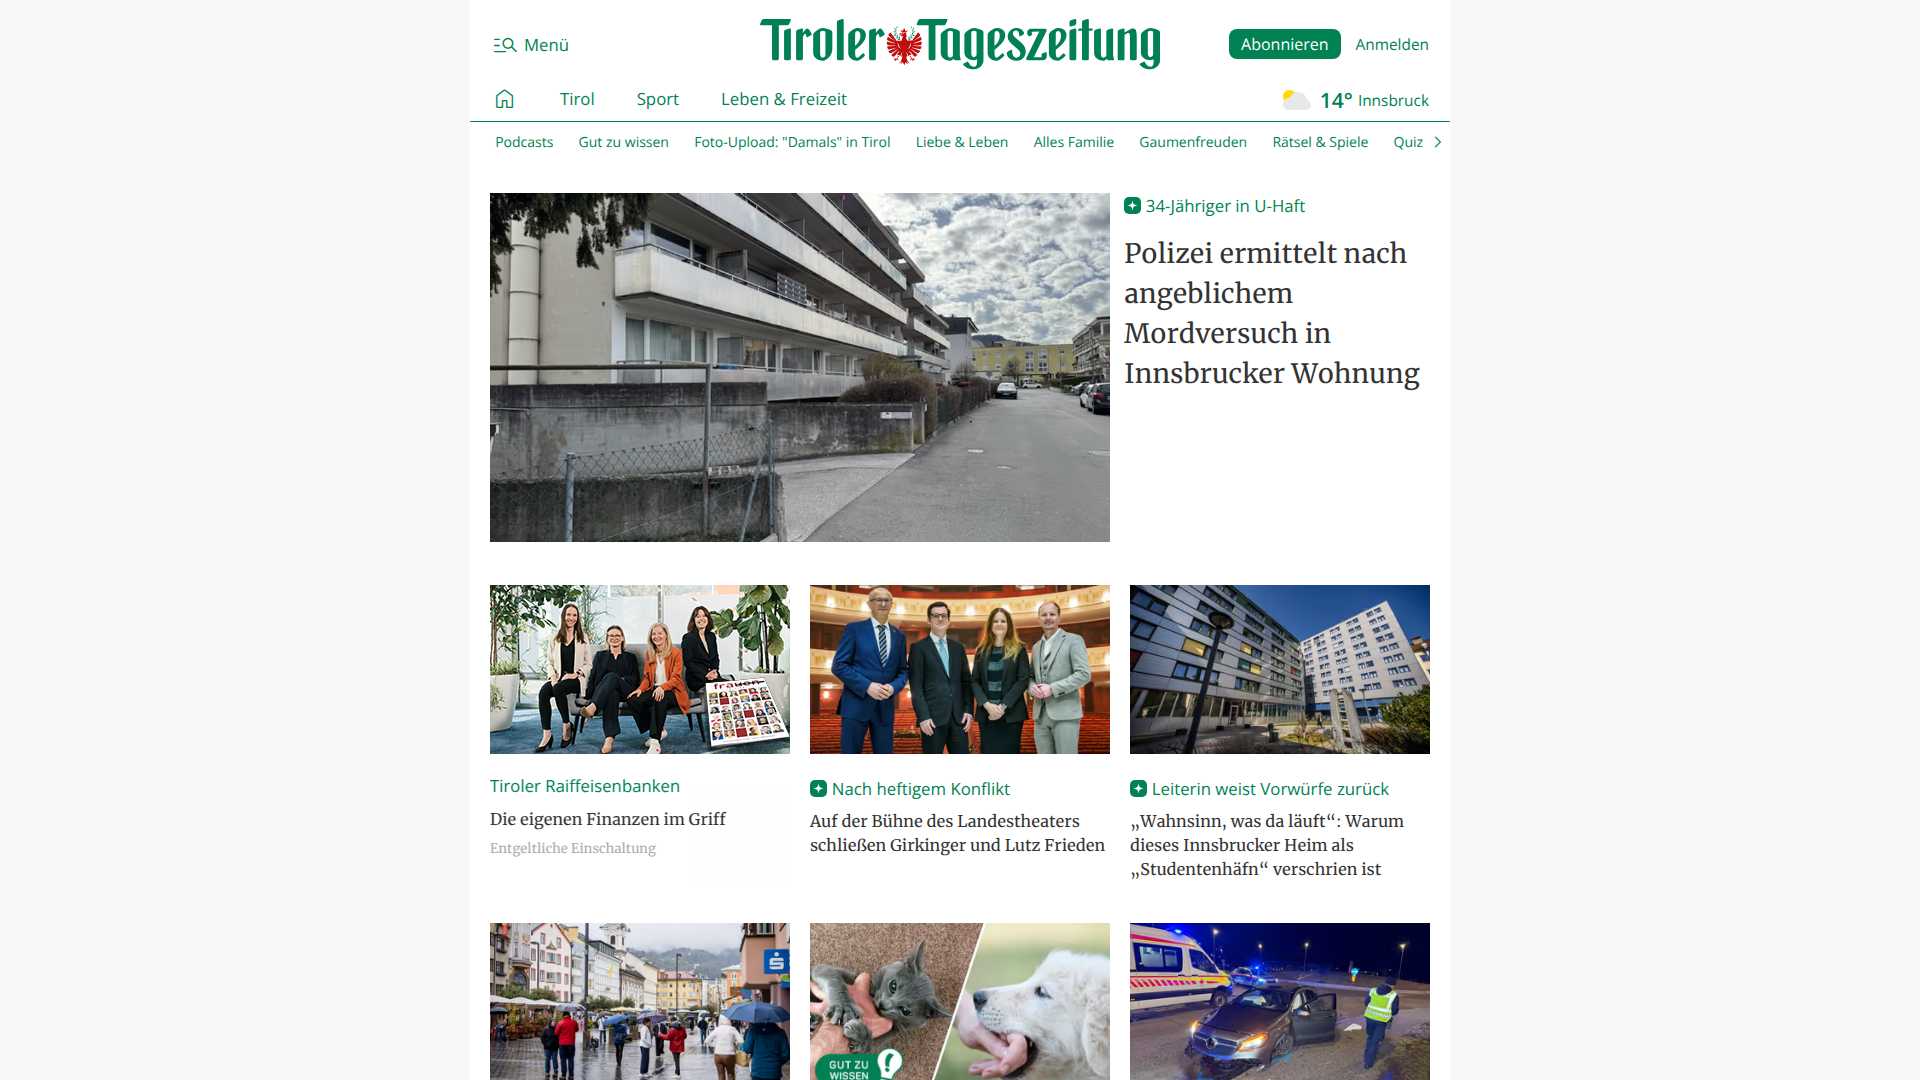 Menü
Tiroler Tageszeitung
Abonnieren
Anmelden
Tirol
Sport
Leben & Freizeit
14° Innsbruck
Podcasts
Gut zu wissen
Foto-Upload: "Damals" in Tirol
Liebe & Leben
Alles Familie
Gaumenfreuden
Rätsel & Spiele
Quiz
34-Jähriger in U-Haft
Polizei ermittelt nach
angeblichem
Mordversuch in
Innsbrucker Wohnung
frauen
Tiroler Raiffeisenbanken
Die eigenen Finanzen im Griff
Entgeltliche Einschaltung
Nach heftigem Konflikt
Auf der Bühne des Landestheaters
schließen Girkinger und Lutz Frieden
Leiterin weist Vorwürfe zurück
„Wahnsinn, was da läuft“: Warum
dieses Innsbrucker Heim als
„Studentenhäfn“ verschrien ist
GUT ZU
WISSEN